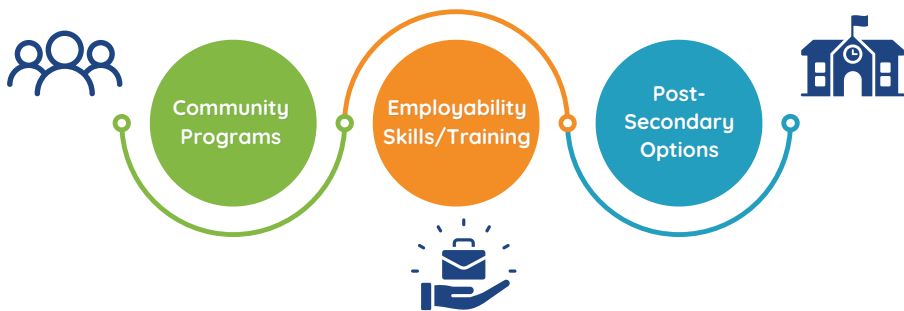 Community
Programs
Employability
Skills/Training
Post-
Secondary
Options